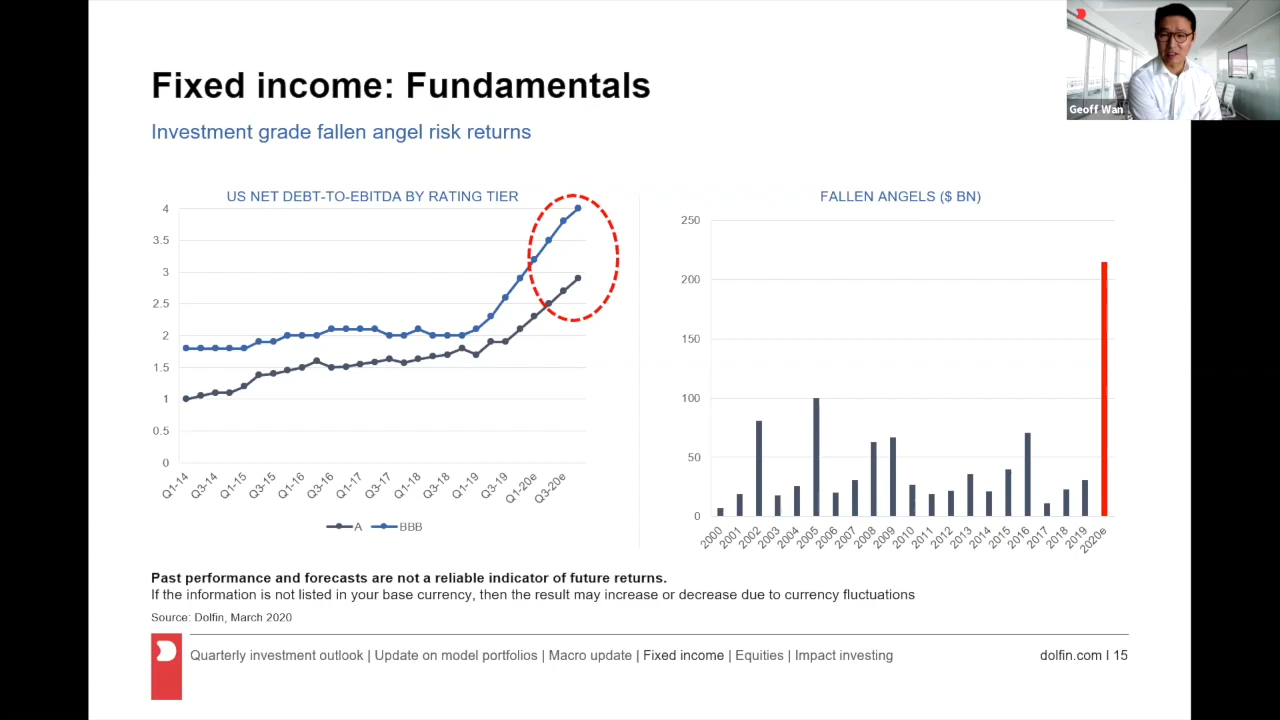 Geoff Wan
Fixed income: Fundamentals
Investment grade fallen angel risk returns
US NET DEBT-TO-EBITDA BY RATING TIER
4
3.5
3
2.5
2
1.5
1
0.5
0
Q1-14
Q3-14
Q1-15
Q3-15
Q1-16
Q3-16
Q1-17
Q3-17
Q1-18
Q3-18
Q1-19
Q3-19
Q1-20e
Q3-20e
A
BBB
FALLEN ANGELS ($ BN)
250
200
150
100
50
0
2000
2001
2002
2003
2004
2005
2006
2007
2008
2009
2010
2011
2012
2013
2014
2015
2016
2017
2018
2019
2020e
Past performance and forecasts are not a reliable indicator of future returns.
If the information is not listed in your base currency, then the result may increase or decrease due to currency fluctuations
Source: Dolfin, March 2020
Quarterly investment outlook | Update on model portfolios | Macro update | Fixed income | Equities | Impact investing
dolfin.com I 15